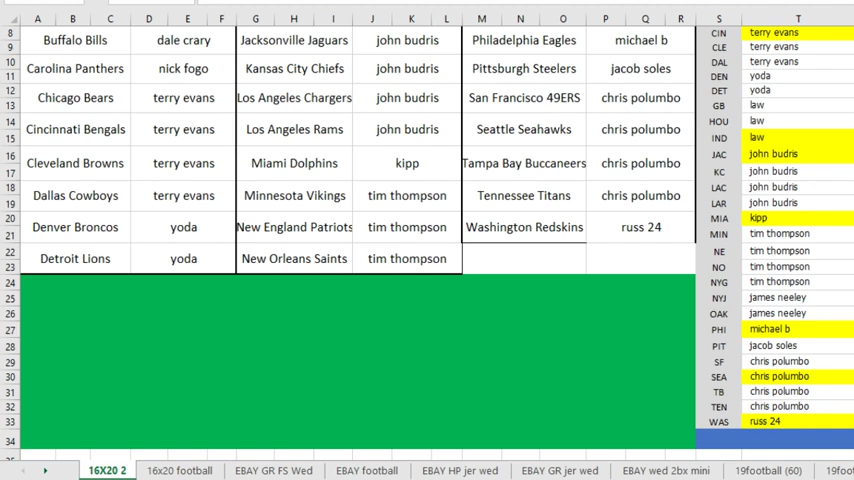 A B C D E F G H I J K L M N O P Q R S T
8 Buffalo Bills dale crary Jacksonville Jaguars john budris Philadelphia Eagles michael b CIN terry evans
9 CLE terry evans
10 Carolina Panthers nick fogo Kansas City Chiefs john budris Pittsburgh Steelers jacob soles DAL terry evans
11 DEN yoda
12 Chicago Bears terry evans Los Angeles Chargers john budris San Francisco 49ERS chris polumbo DET yoda
13 GB law
14 Cincinnati Bengals terry evans Los Angeles Rams john budris Seattle Seahawks chris polumbo HOU law
15 IND law
16 Cleveland Browns terry evans Miami Dolphins kipp Tampa Bay Buccaneers chris polumbo JAC john budris
17 KC john budris
18 Dallas Cowboys terry evans Minnesota Vikings tim thompson Tennessee Titans chris polumbo LAC john budris
19 LAR john budris
20 Denver Broncos yoda New England Patriots tim thompson Washington Redskins russ 24 MIA kipp
21 MIN tim thompson
22 Detroit Lions yoda New Orleans Saints tim thompson NE tim thompson
23 NO tim thompson
24 NYG tim thompson
25 NYJ james neeley
26 OAK james neeley
27 PHI michael b
28 PIT jacob soles
29 SF chris polumbo
30 SEA chris polumbo
31 TB chris polumbo
32 TEN chris polumbo
33 WAS russ 24
34
16X20 2 16x20 football EBAY GR FS Wed EBAY football EBAY HP jer wed EBAY GR jer wed EBAY wed 2bx mini 19football (60) 19foot